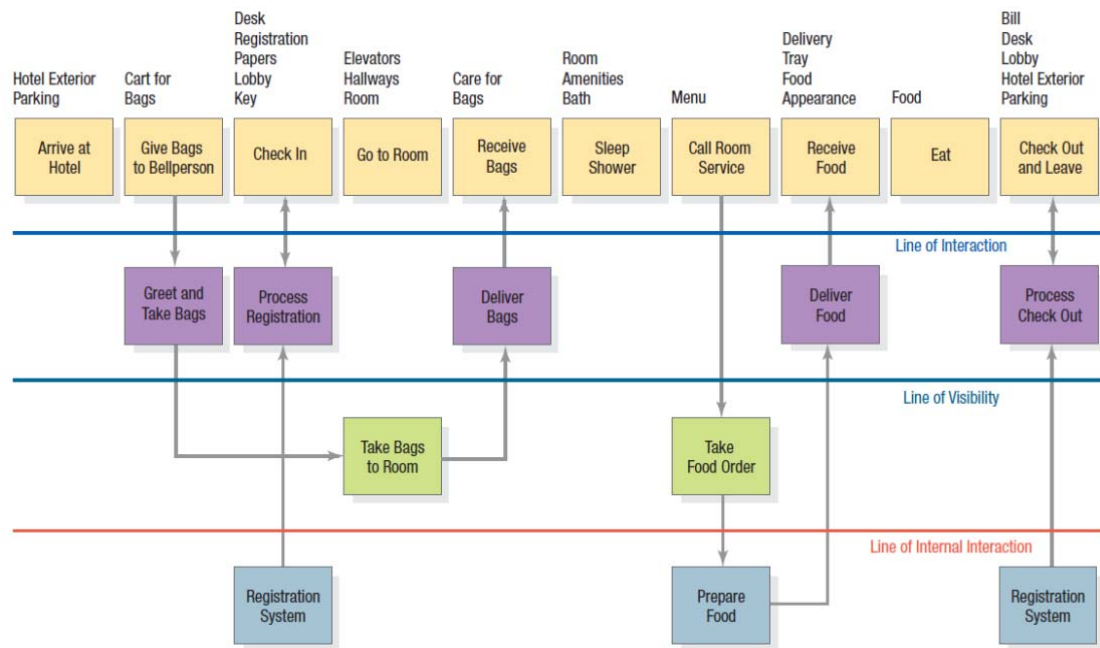 Hotel Exterior
Parking
Cart for
Bags
Desk
Registration
Papers
Lobby
Key
Elevators
Hallways
Room
Care for
Bags
Room
Amenities
Bath
Menu
Delivery
Tray
Food
Appearance
Food
Bill
Desk
Lobby
Hotel Exterior
Parking
Arrive at
Hotel
Give Bags
to Bellperson
Check In
Go to Room
Receive
Bags
Sleep
Shower
Call Room
Service
Receive
Food
Eat
Check Out
and Leave
Line of Interaction
Greet and
Take Bags
Process
Registration
Deliver
Bags
Deliver
Food
Process
Check Out
Line of Visibility
Take Bags
to Room
Take
Food Order
Line of Internal Interaction
Registration
System
Prepare
Food
Registration
System